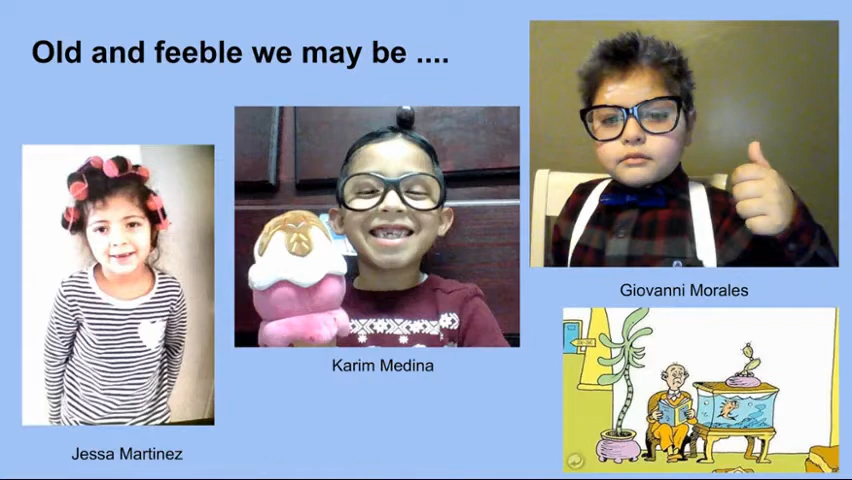 Old and feeble we may be ....
Giovanni Morales
Karim Medina
Jessa Martinez